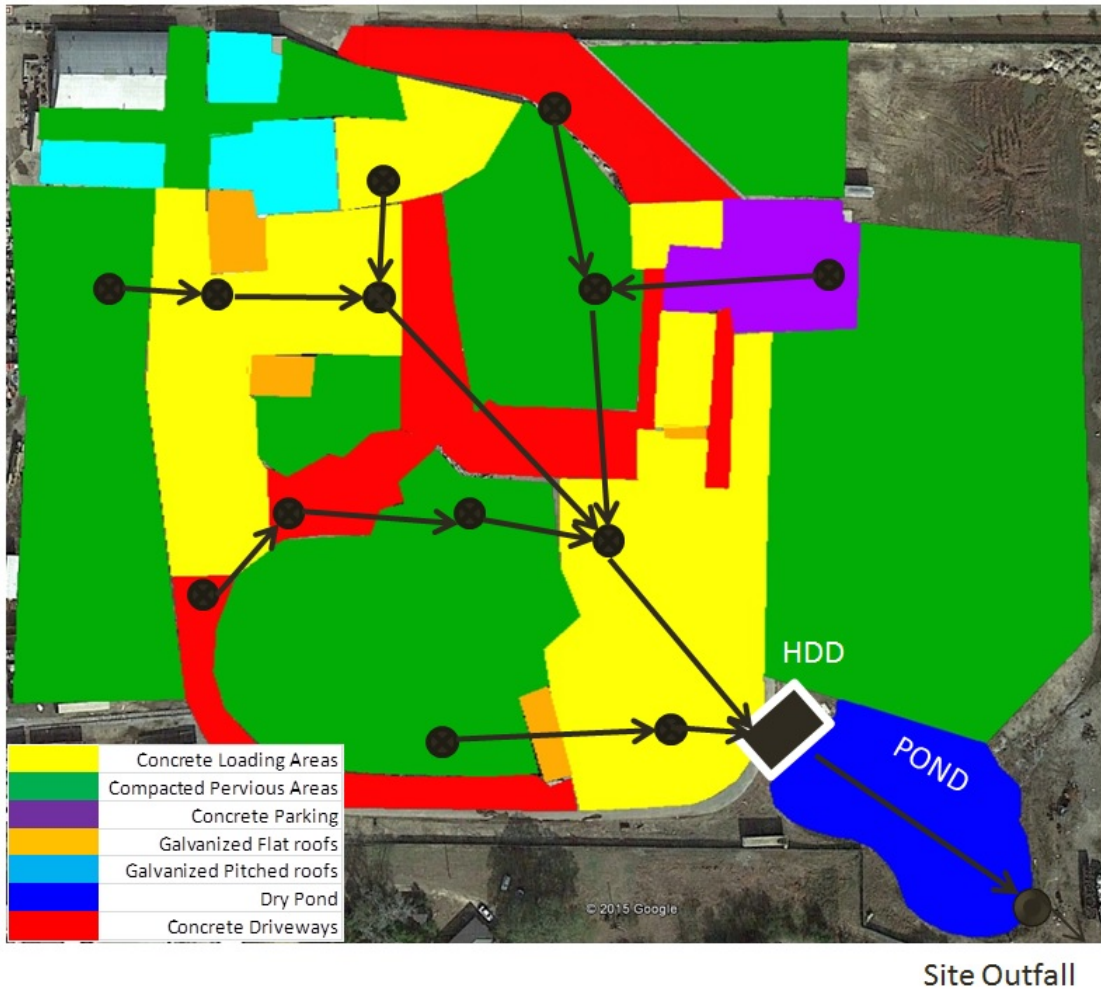 HDD
POND
Concrete Loading Areas
Compacted Pervious Areas
Concrete Parking
Galvanized Flat roofs
Galvanized Pitched roofs
Dry Pond
Concrete Driveways
© 2015 Google
Site Outfall